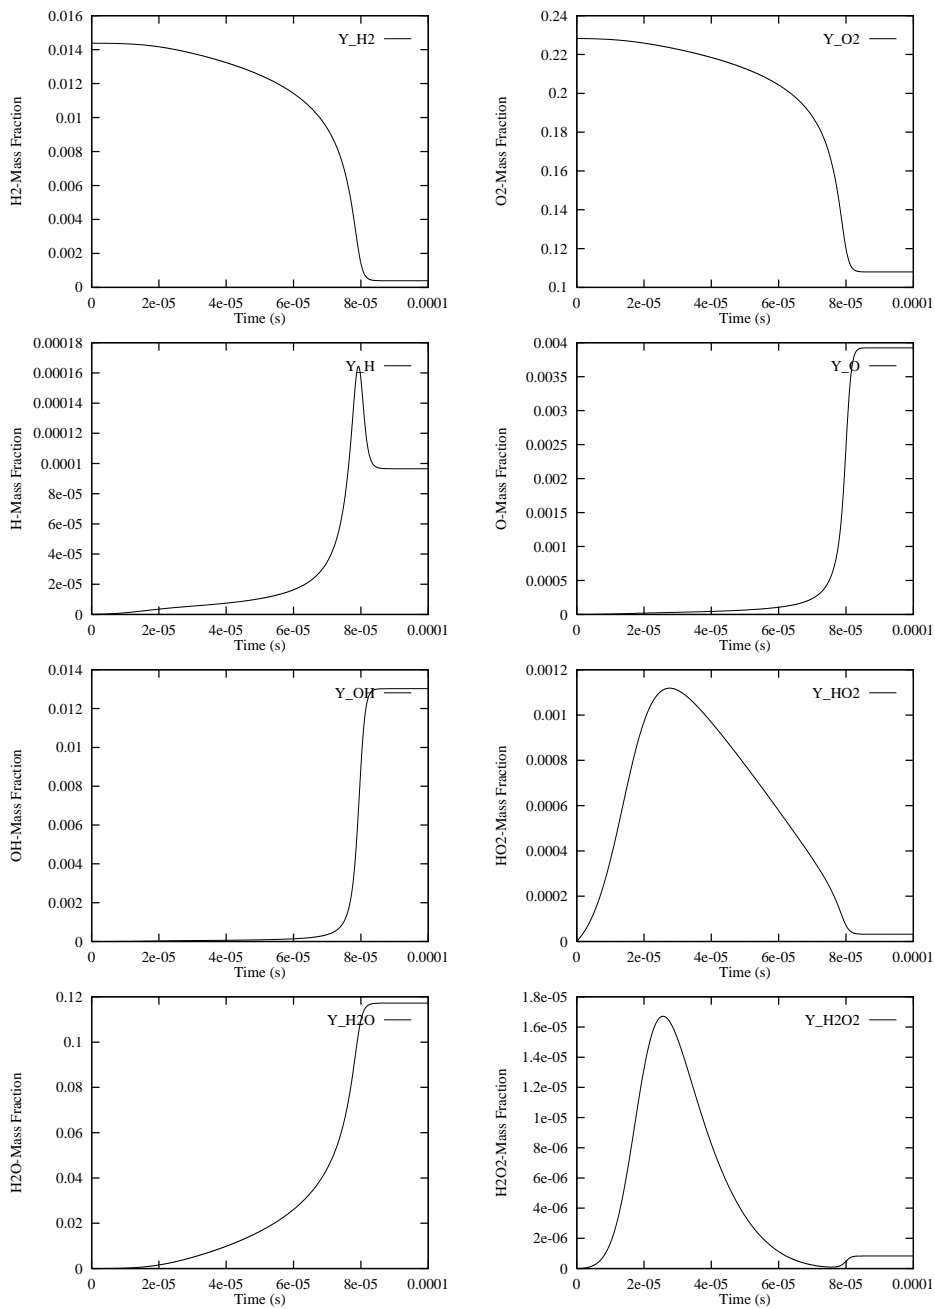 H2-Mass Fraction
0.016
0.014
0.012
0.01
0.008
0.006
0.004
0.002
0
Y_H2
0 2e-05 4e-05 6e-05 8e-05 0.0001
Time (s)
O2-Mass Fraction
0.24
0.22
0.2
0.18
0.16
0.14
0.12
0.1
Y_O2
0 2e-05 4e-05 6e-05 8e-05 0.0001
Time (s)
H-Mass Fraction
0.00018
0.00016
0.00014
0.00012
0.0001
8e-05
6e-05
4e-05
2e-05
0
Y_H
0 2e-05 4e-05 6e-05 8e-05 0.0001
Time (s)
O-Mass Fraction
0.004
0.0035
0.003
0.0025
0.002
0.0015
0.001
0.0005
0
Y_O
0 2e-05 4e-05 6e-05 8e-05 0.0001
Time (s)
OH-Mass Fraction
0.014
0.012
0.01
0.008
0.006
0.004
0.002
0
Y_OH
0 2e-05 4e-05 6e-05 8e-05 0.0001
Time (s)
HO2-Mass Fraction
0.0012
0.001
0.0008
0.0006
0.0004
0.0002
0
Y_HO2
0 2e-05 4e-05 6e-05 8e-05 0.0001
Time (s)
H2O-Mass Fraction
0.12
0.1
0.08
0.06
0.04
0.02
0
Y_H2O
0 2e-05 4e-05 6e-05 8e-05 0.0001
Time (s)
H2O2-Mass Fraction
1.8e-05
1.6e-05
1.4e-05
1.2e-05
1e-05
8e-06
6e-06
4e-06
2e-06
0
Y_H2O2
0 2e-05 4e-05 6e-05 8e-05 0.0001
Time (s)